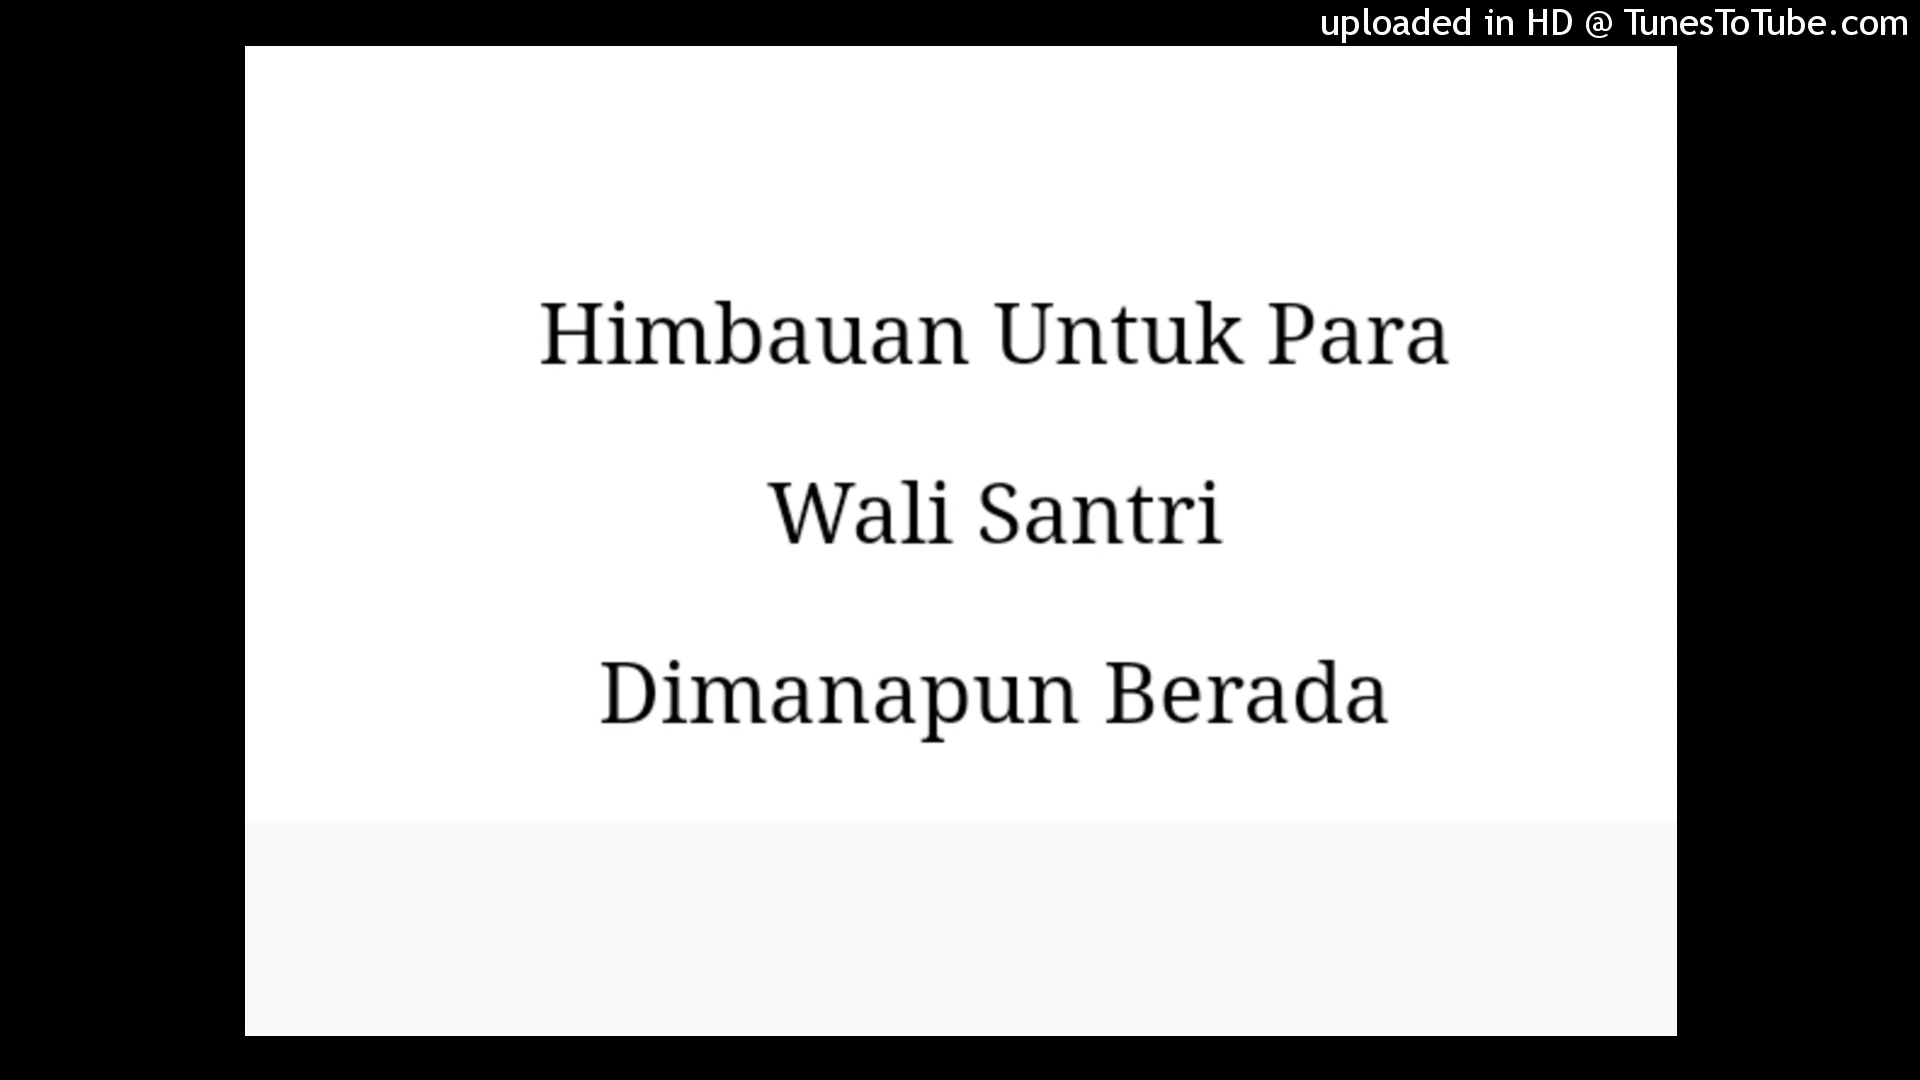 uploaded in HD @ TunesToTube.com
Himbauan Untuk Para
Wali Santri
Dimanapun Berada